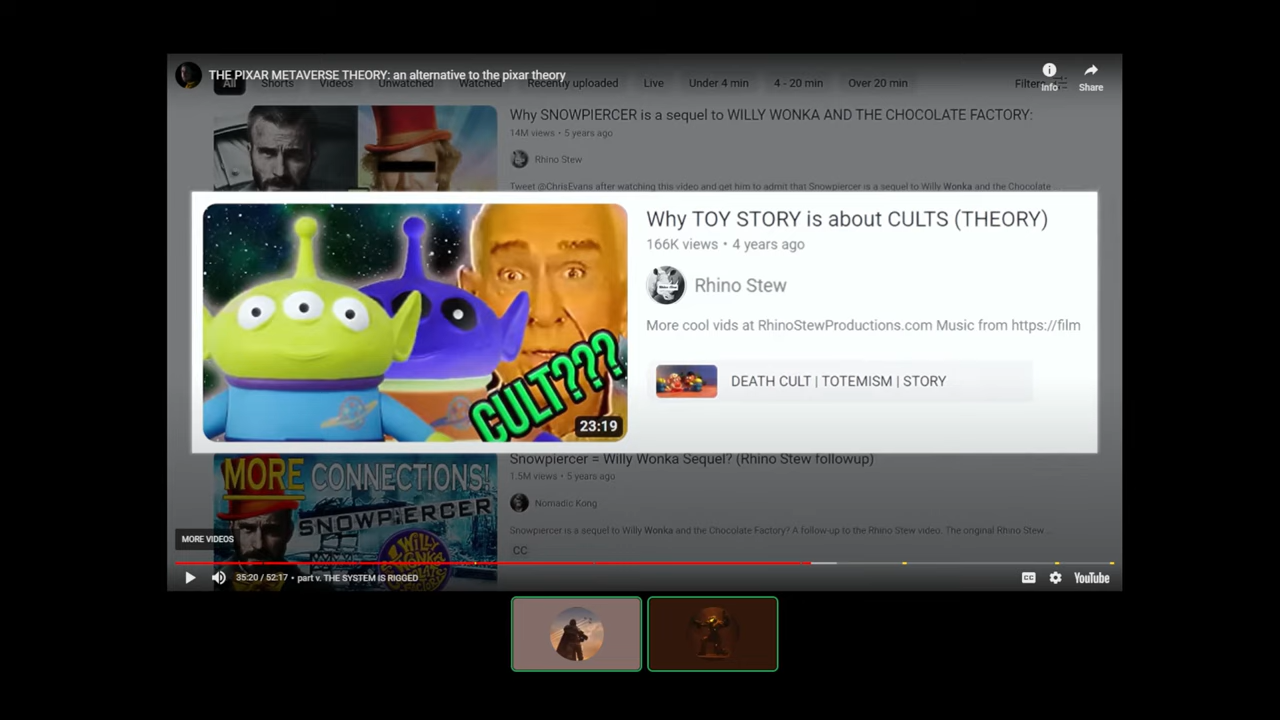 THE PIXAR METAVERSE THEORY: an alternative to the pixar theory
Info
Share
All
Shorts
Videos
Unwatched
Watched
Recently uploaded
Live
Under 4 min
4 - 20 min
Over 20 min
Filters
Why SNOWPIERCER is a sequel to WILLY WONKA AND THE CHOCOLATE FACTORY:
14M views • 5 years ago
Rhino Stew
Tweet @ChrisEvans after watching this video and get him to admit that Snowpiercer is a sequel to Willy Wonka and the Chocolate ...
Why TOY STORY is about CULTS (THEORY)
166K views • 4 years ago
Rhino Stew
More cool vids at RhinoStewProductions.com Music from https://film
DEATH CULT | TOTEMISM | STORY
CULT???
23:19
Snowpiercer = Willy Wonka Sequel? (Rhino Stew followup)
1.5M views • 5 years ago
Nomadic Kong
Snowpiercer is a sequel to Willy Wonka and the Chocolate Factory? A follow-up to the Rhino Stew video. The original Rhino Stew ...
CC
MORE CONNECTIONS!
SNOWPIERCER
WILLY
WONKA
MORE VIDEOS
35:20 / 52:17 • part v. THE SYSTEM IS RIGGED
CC
YouTube